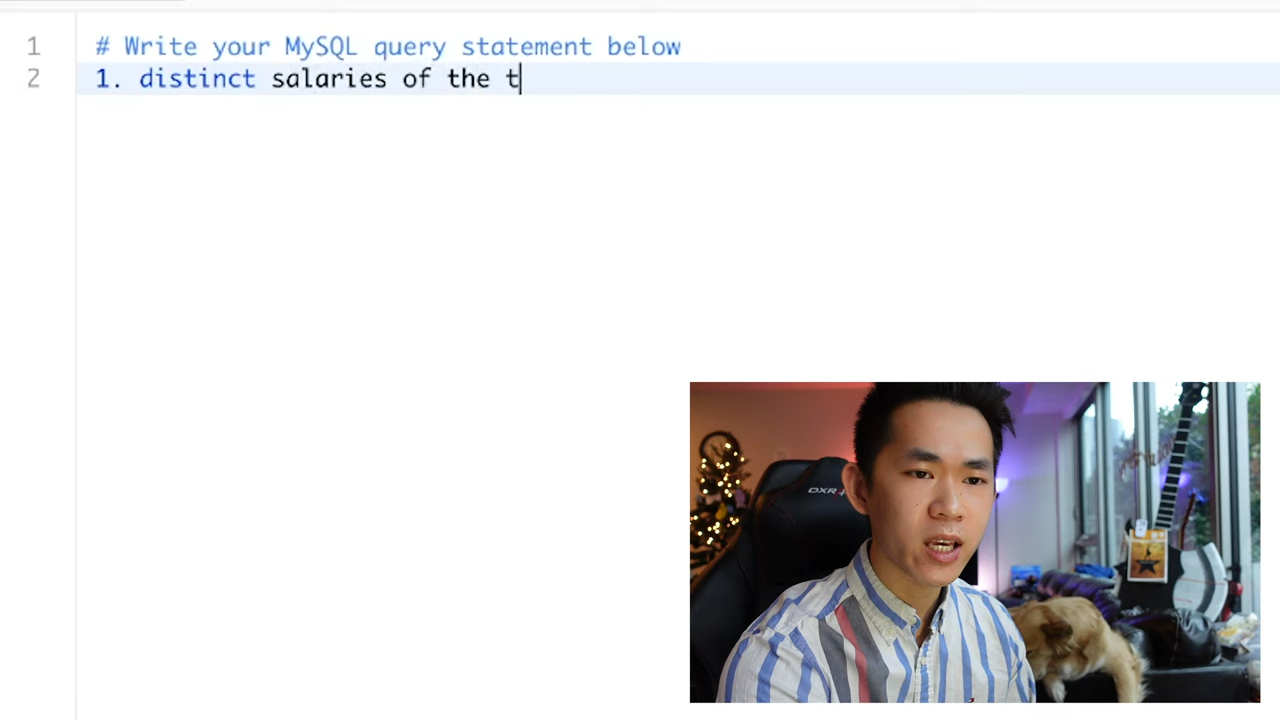 1 # Write your MySQL query statement below
2 1. distinct salaries of the t